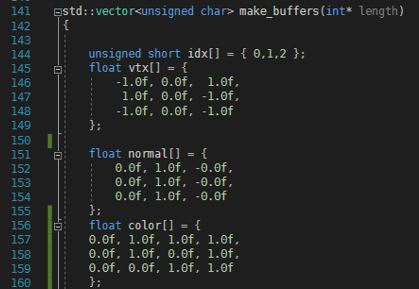 141 std::vector<unsigned char> make_buffers(int* length)
142 {
143
144 unsigned short idx[] = { 0,1,2 };
145 float vtx[] = {
146 -1.0f, 0.0f, 1.0f,
147 1.0f, 0.0f, -1.0f,
148 -1.0f, 0.0f, -1.0f
149 };
150
151 float normal[] = {
152 0.0f, 1.0f, -0.0f,
153 0.0f, 1.0f, -0.0f,
154 0.0f, 1.0f, -0.0f
155 };
156 float color[] = {
157 0.0f, 1.0f, 1.0f, 1.0f,
158 0.0f, 1.0f, 0.0f, 1.0f,
159 0.0f, 0.0f, 1.0f, 1.0f
160 };